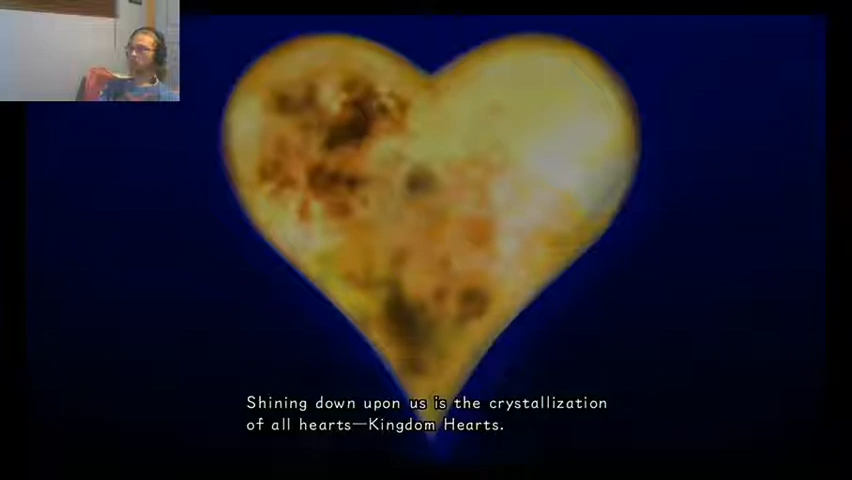 Shining down upon us is the crystallization
of all hearts—Kingdom Hearts.